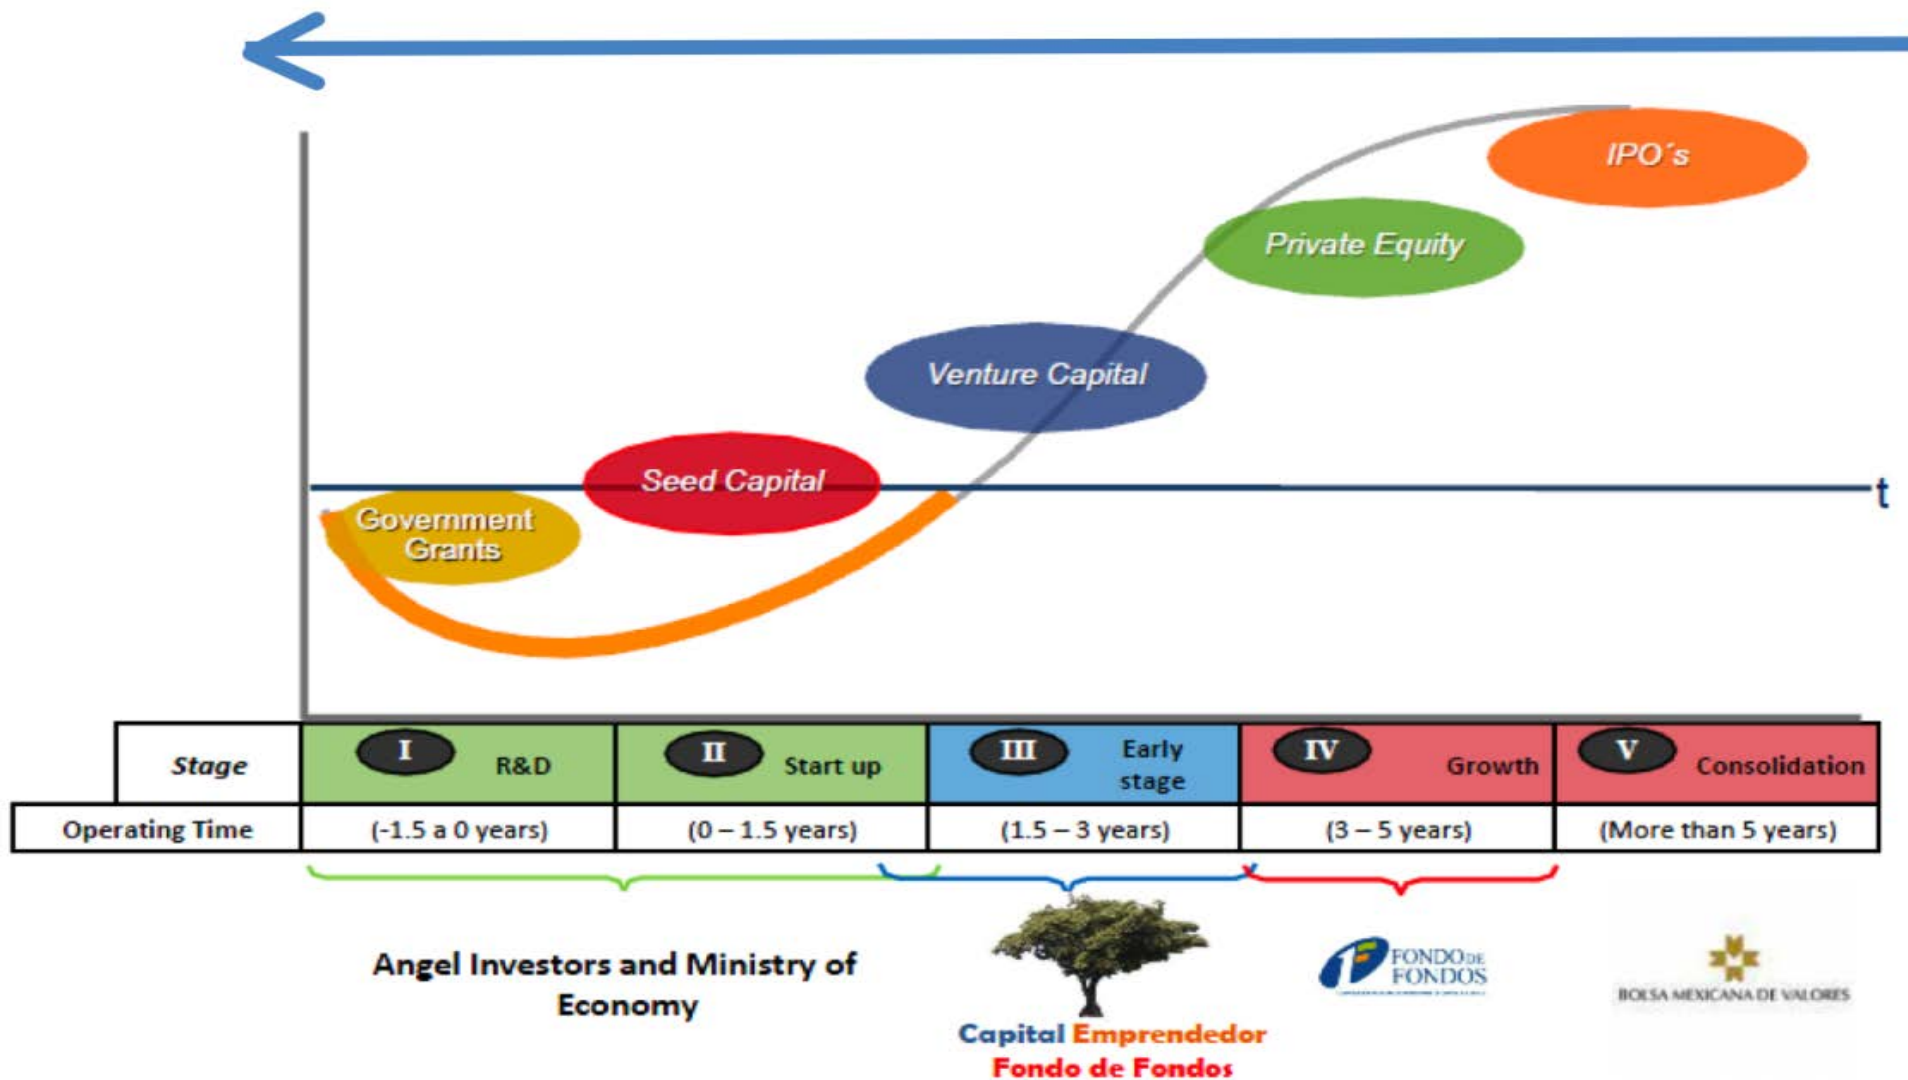 IPO´s
Private Equity
Venture Capital
Seed Capital
t
Government
Grants
Stage
I R&D
II Start up
III Early
stage
IV Growth
V Consolidation
Operating Time
(-1.5 a 0 years)
(0 – 1.5 years)
(1.5 – 3 years)
(3 – 5 years)
(More than 5 years)
Angel Investors and Ministry of
Economy
Capital Emprendedor
Fondo de Fondos
FONDO DE
FONDOS
BOLSA MEXICANA DE VALORES